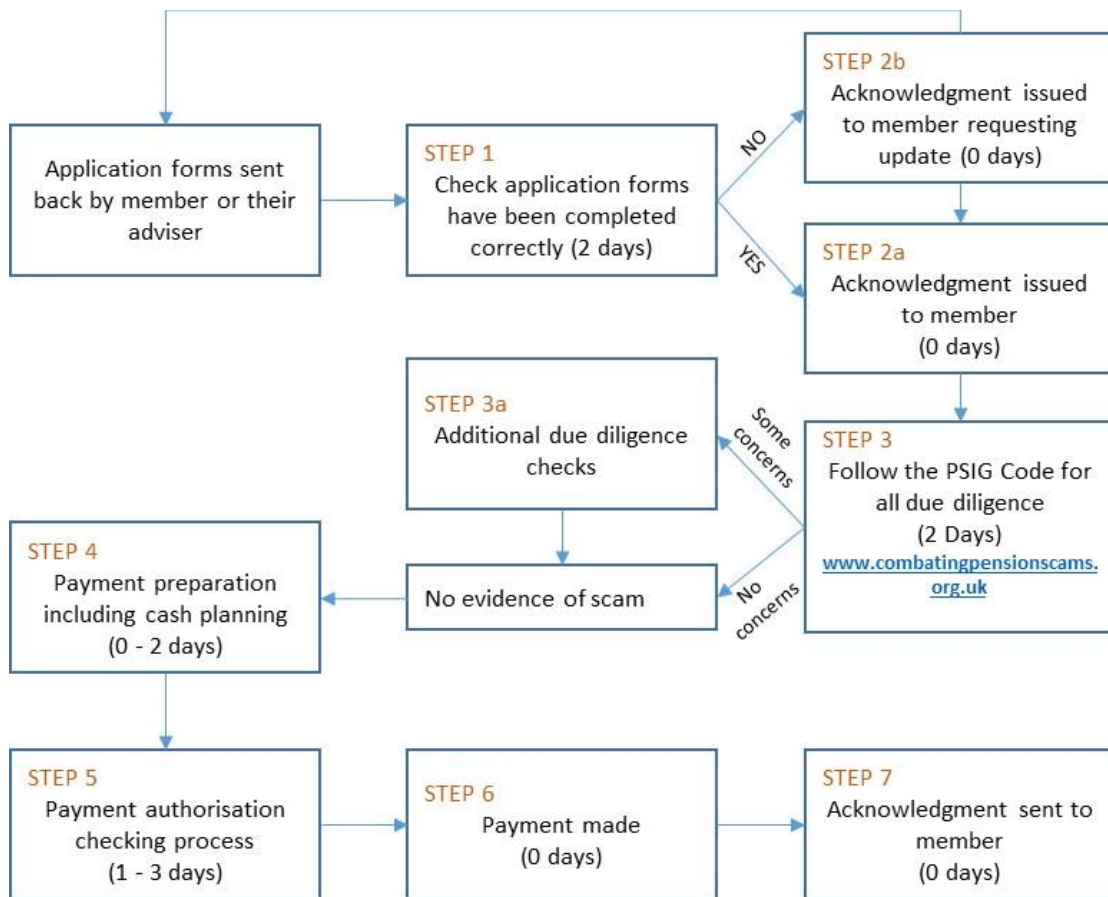 Application forms sent
back by member or their
adviser
STEP 1
Check application forms
have been completed
correctly (2 days)
NO
YES
STEP 2b
Acknowledgment issued
to member requesting
update (0 days)
STEP 2a
Acknowledgment issued
to member
(0 days)
STEP 3
Follow the PSIG Code for
all due diligence
(2 Days)
www.combatingpensionscams.
org.uk
Some
concerns
No
concerns
STEP 3a
Additional due diligence
checks
No evidence of scam
STEP 4
Payment preparation
including cash planning
(0 - 2 days)
STEP 5
Payment authorisation
checking process
(1 - 3 days)
STEP 6
Payment made
(0 days)
STEP 7
Acknowledgment sent to
member
(0 days)